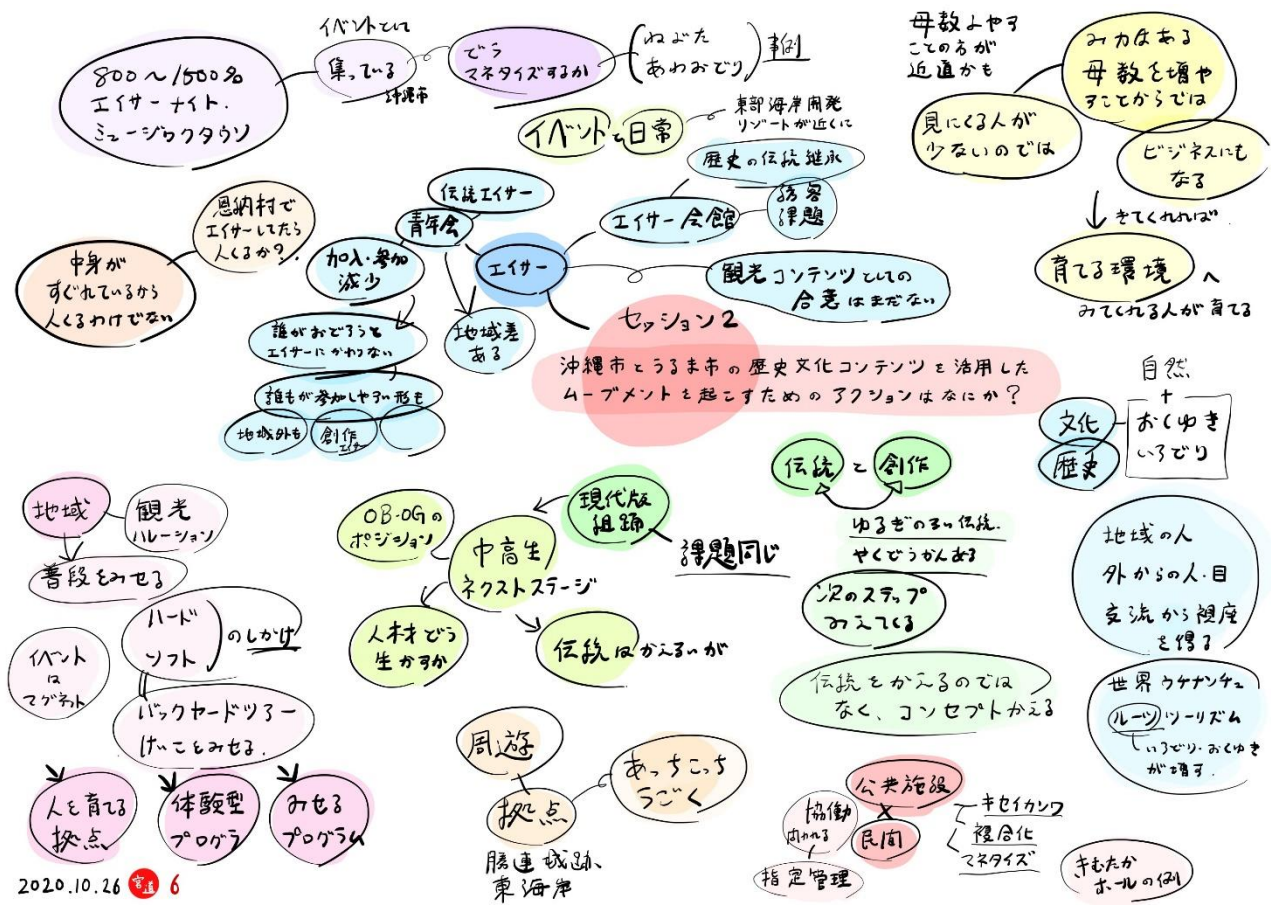 800〜1500%
エイサーナイト.
ミュージックタウン
イベントとして
集っている
沖縄市
どう
マネタイズするか
ねぶた
あわおどり
事例
イベントと日常
東部海岸開発
リゾートが近くに
母数ふやす
ことの方が
近道かも
みカはある
母数を増や
すことからでは
見にくる人が
少ないのでは
ビジネスにも
なる
きてくれれば
育てる環境へ
みてくれる人が育てる
恩納村で
エイサーしてたら
人くるか?
中身が
すぐれているから
人くるわけでない
伝統エイサー
青年会
加入・参加
減少
エイサー
歴史の伝統継承
エイサー会館
誘客
課題
観光コンテンツとしての
合意はまだない
地域差
ある
誰がおどろうと
エイサーにかわりない
誰もが参加しやすい形も
地域外も
創作
エイサー
セッション2
沖縄市とうるま市の歴史文化コンテンツを活用した
ムーブメントを起こすためのアクションはなにか?
自然
+
文化
歴史
おくゆき
いろどり
地域
観光
ハレーション
普段をみせる
ハード
ソフト
のしかけ
イベント
は
マグネット
バックヤードツアー
けいこをみせる.
人を育てる
拠点
体験型
プログラ
みせる
プログラム
2020.10.26
6
OB・OGの
ポジション
現代版
組踊
課題同じ
中高生
ネクストステージ
人材どう
生かすか
伝統はかえるいが
伝統と創作
ゆるぎのない伝統.
やくどうかんある
次のステップ
みえてくる
伝統をかえるのでは
なく、コンセプトかえる
地域の人
外からの人・目
交流から視座
を得る
世界ウチナンチュ
ルーツツーリズム
いろどり・おくゆき
が増す.
周遊
拠点
あっちこっち
うごく
勝連城跡
東海岸
公共施設
×
民間
協働
指定管理
キセイカンワ
複合化
マネタイズ
きむたか
ホールの例